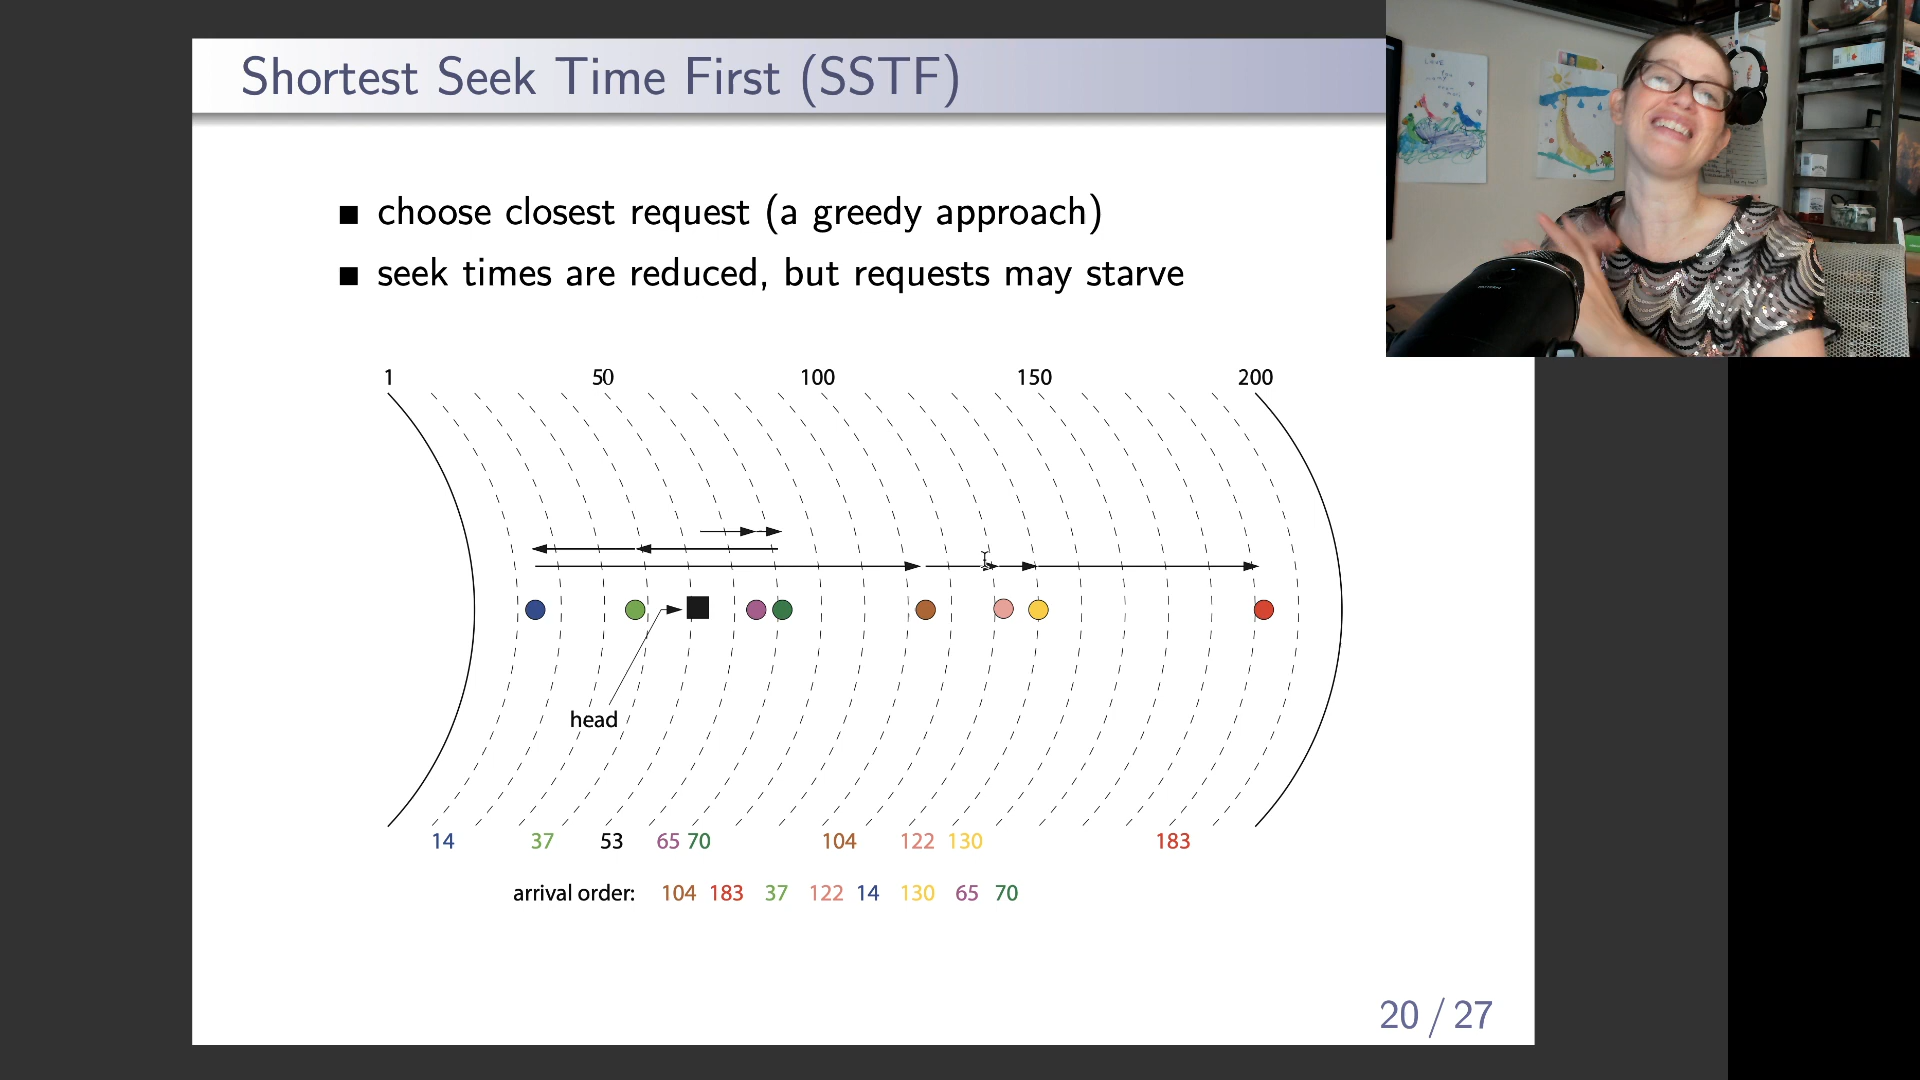 Shortest Seek Time First (SSTF)
choose closest request (a greedy approach)
seek times are reduced, but requests may starve
1 50 100 150 200
head
14 37 53 65 70 104 122 130 183
arrival order: 104 183 37 122 14 130 65 70
20 / 27